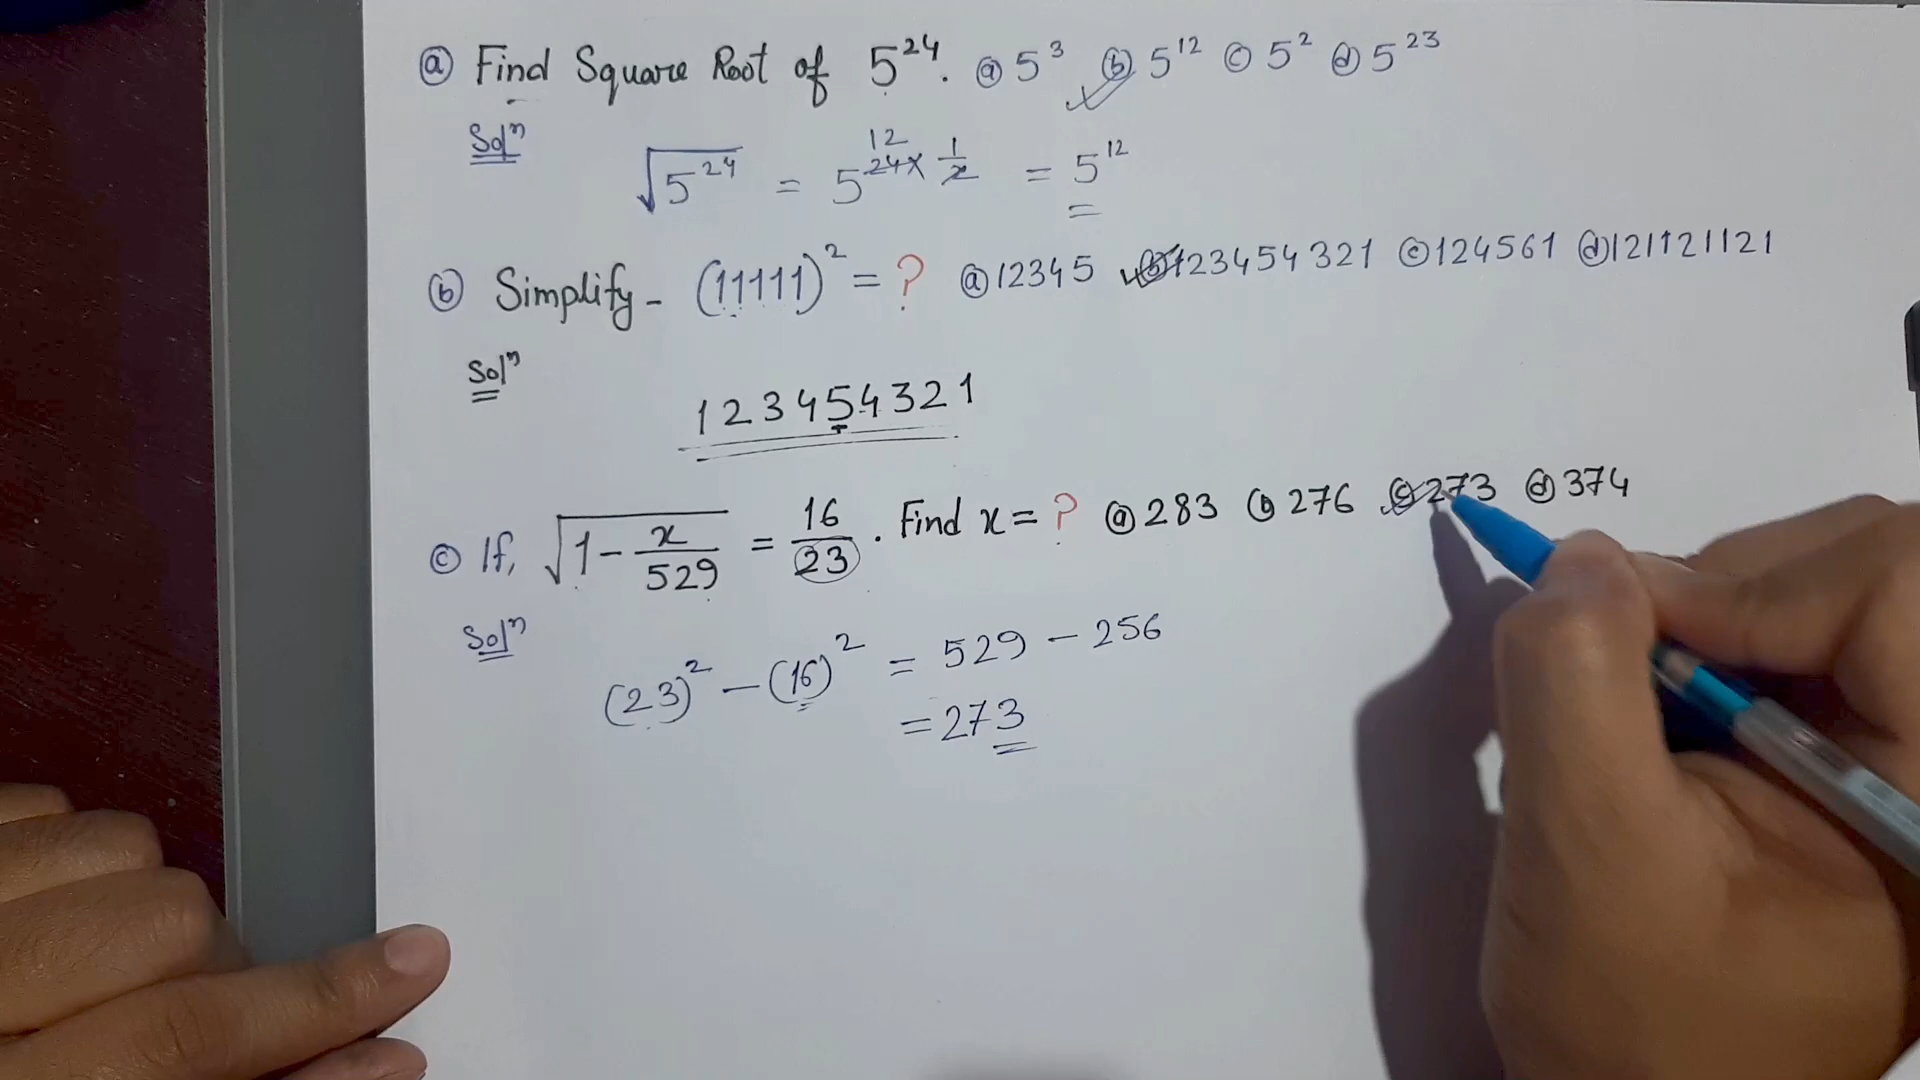 ⓐ Find Square Root of 5²⁴. ⓐ 5³ ⓑ 5¹² ⓒ 5² ⓓ 5²³
Solⁿ
√5²⁴ = 5^(24 × 1/2) 12 = 5¹²
ⓑ Simplify - (11111)² = ? ⓐ 12345 ⓑ 123454321 ⓒ 124561 ⓓ 121121121
Solⁿ
123454321
ⓒ If, √(1 - x/529) = 16/23 . Find x = ? ⓐ 283 ⓑ 276 ⓒ 273 ⓓ 374
Solⁿ
(23)² - (16)² = 529 - 256
= 273